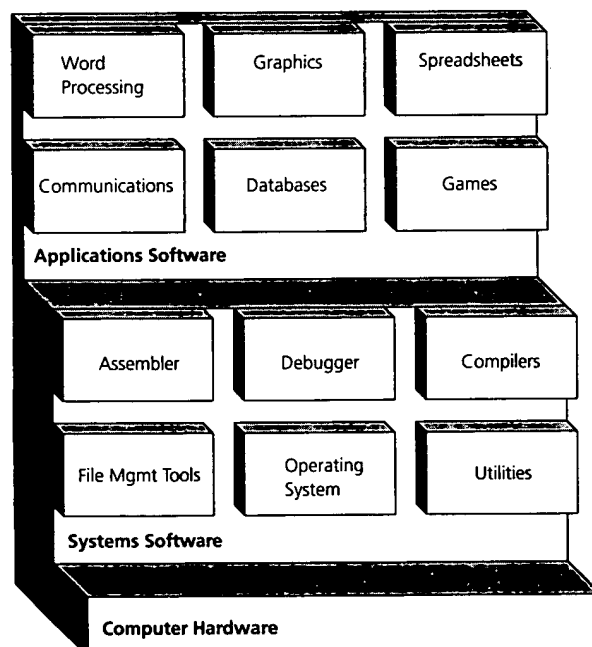 Word
Processing
Graphics
Spreadsheets
Communications
Databases
Games
Applications Software
Assembler
Debugger
Compilers
File Mgmt Tools
Operating
System
Utilities
Systems Software
Computer Hardware